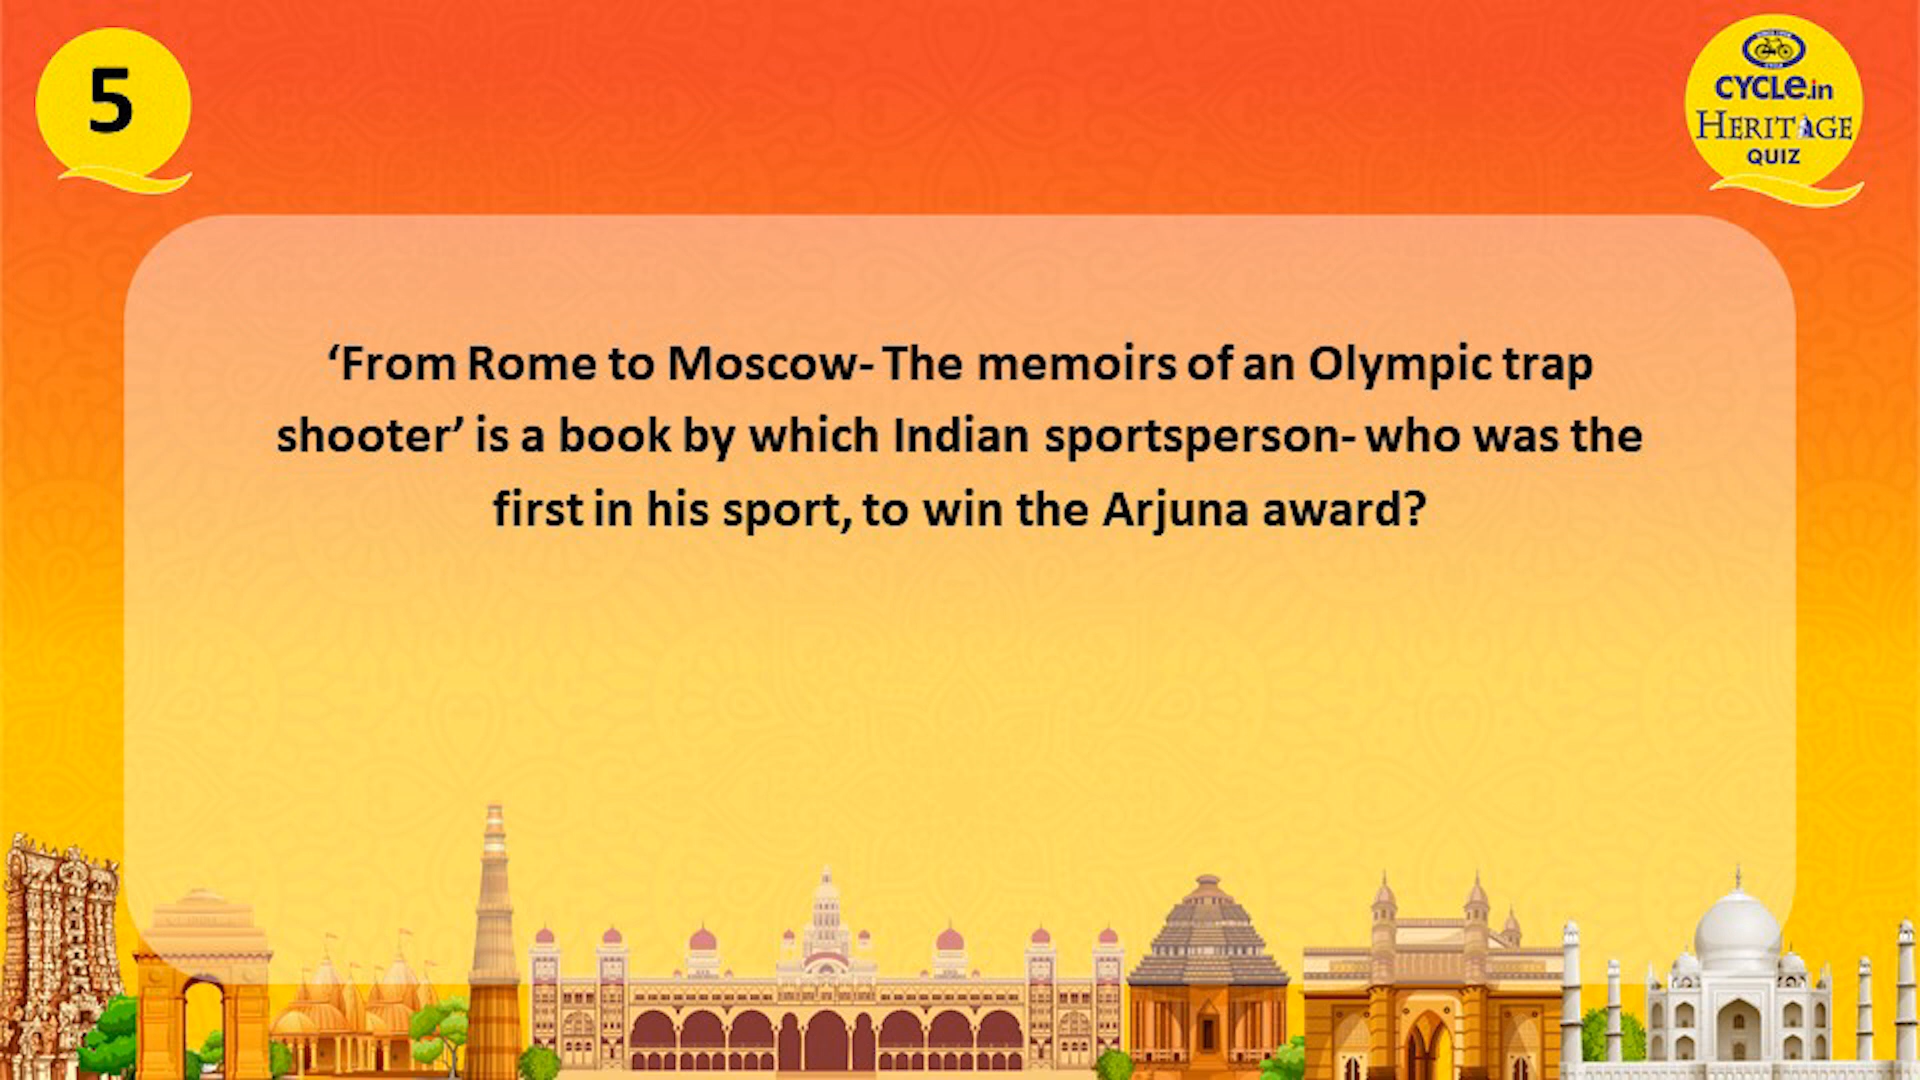 5
CYCLE.in
HERITAGE
QUIZ
‘From Rome to Moscow- The memoirs of an Olympic trap
shooter’ is a book by which Indian sportsperson- who was the
first in his sport, to win the Arjuna award?